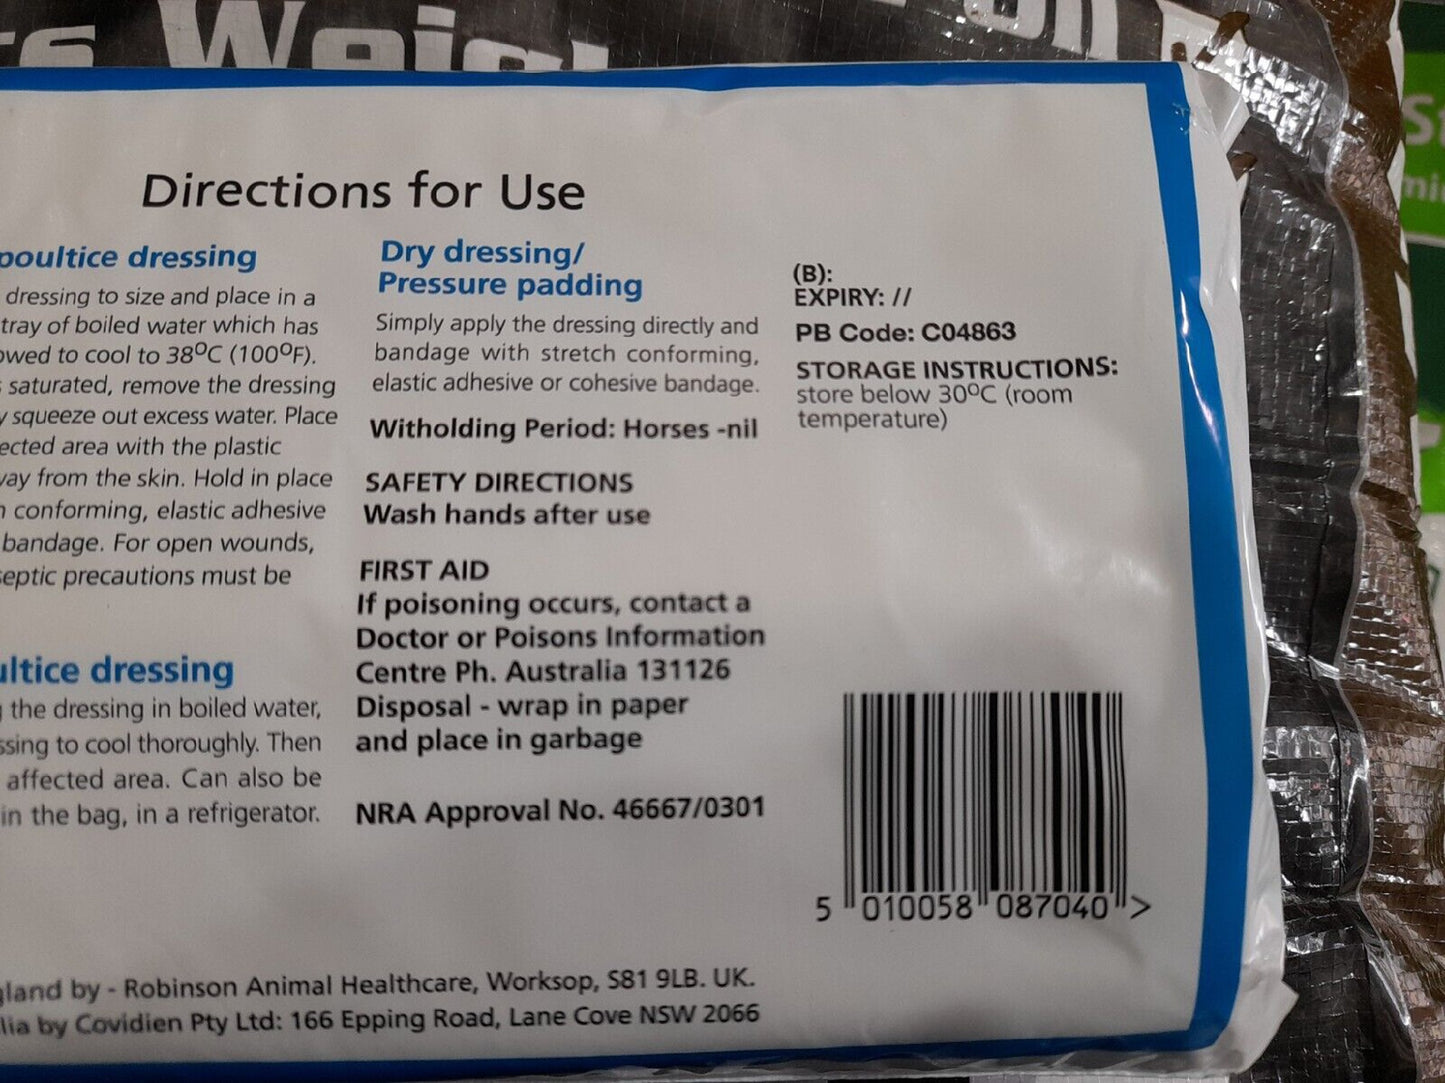 Directions for Use
poultice dressing
dressing to size and place in a
tray of boiled water which has
owed to cool to 38ºC (100ºF).
saturated, remove the dressing
y squeeze out excess water. Place
ected area with the plastic
vay from the skin. Hold in place
conforming, elastic adhesive
bandage. For open wounds,
septic precautions must be
ultice dressing
the dressing in boiled water,
ssing to cool thoroughly. Then
affected area. Can also be
in the bag, in a refrigerator.
Dry dressing/
Pressure padding
Simply apply the dressing directly and
bandage with stretch conforming,
elastic adhesive or cohesive bandage.
Witholding Period: Horses -nil
SAFETY DIRECTIONS
Wash hands after use
FIRST AID
If poisoning occurs, contact a
Doctor or Poisons Information
Centre Ph. Australia 131126
Disposal - wrap in paper
and place in garbage
NRA Approval No. 46667/0301
(B):
EXPIRY: //
PB Code: C04863
STORAGE INSTRUCTIONS:
store below 30ºC (room
temperature)
5 010058 087040 >
gland by - Robinson Animal Healthcare, Worksop, S81 9LB. UK.
lia by Covidien Pty Ltd: 166 Epping Road, Lane Cove NSW 2066